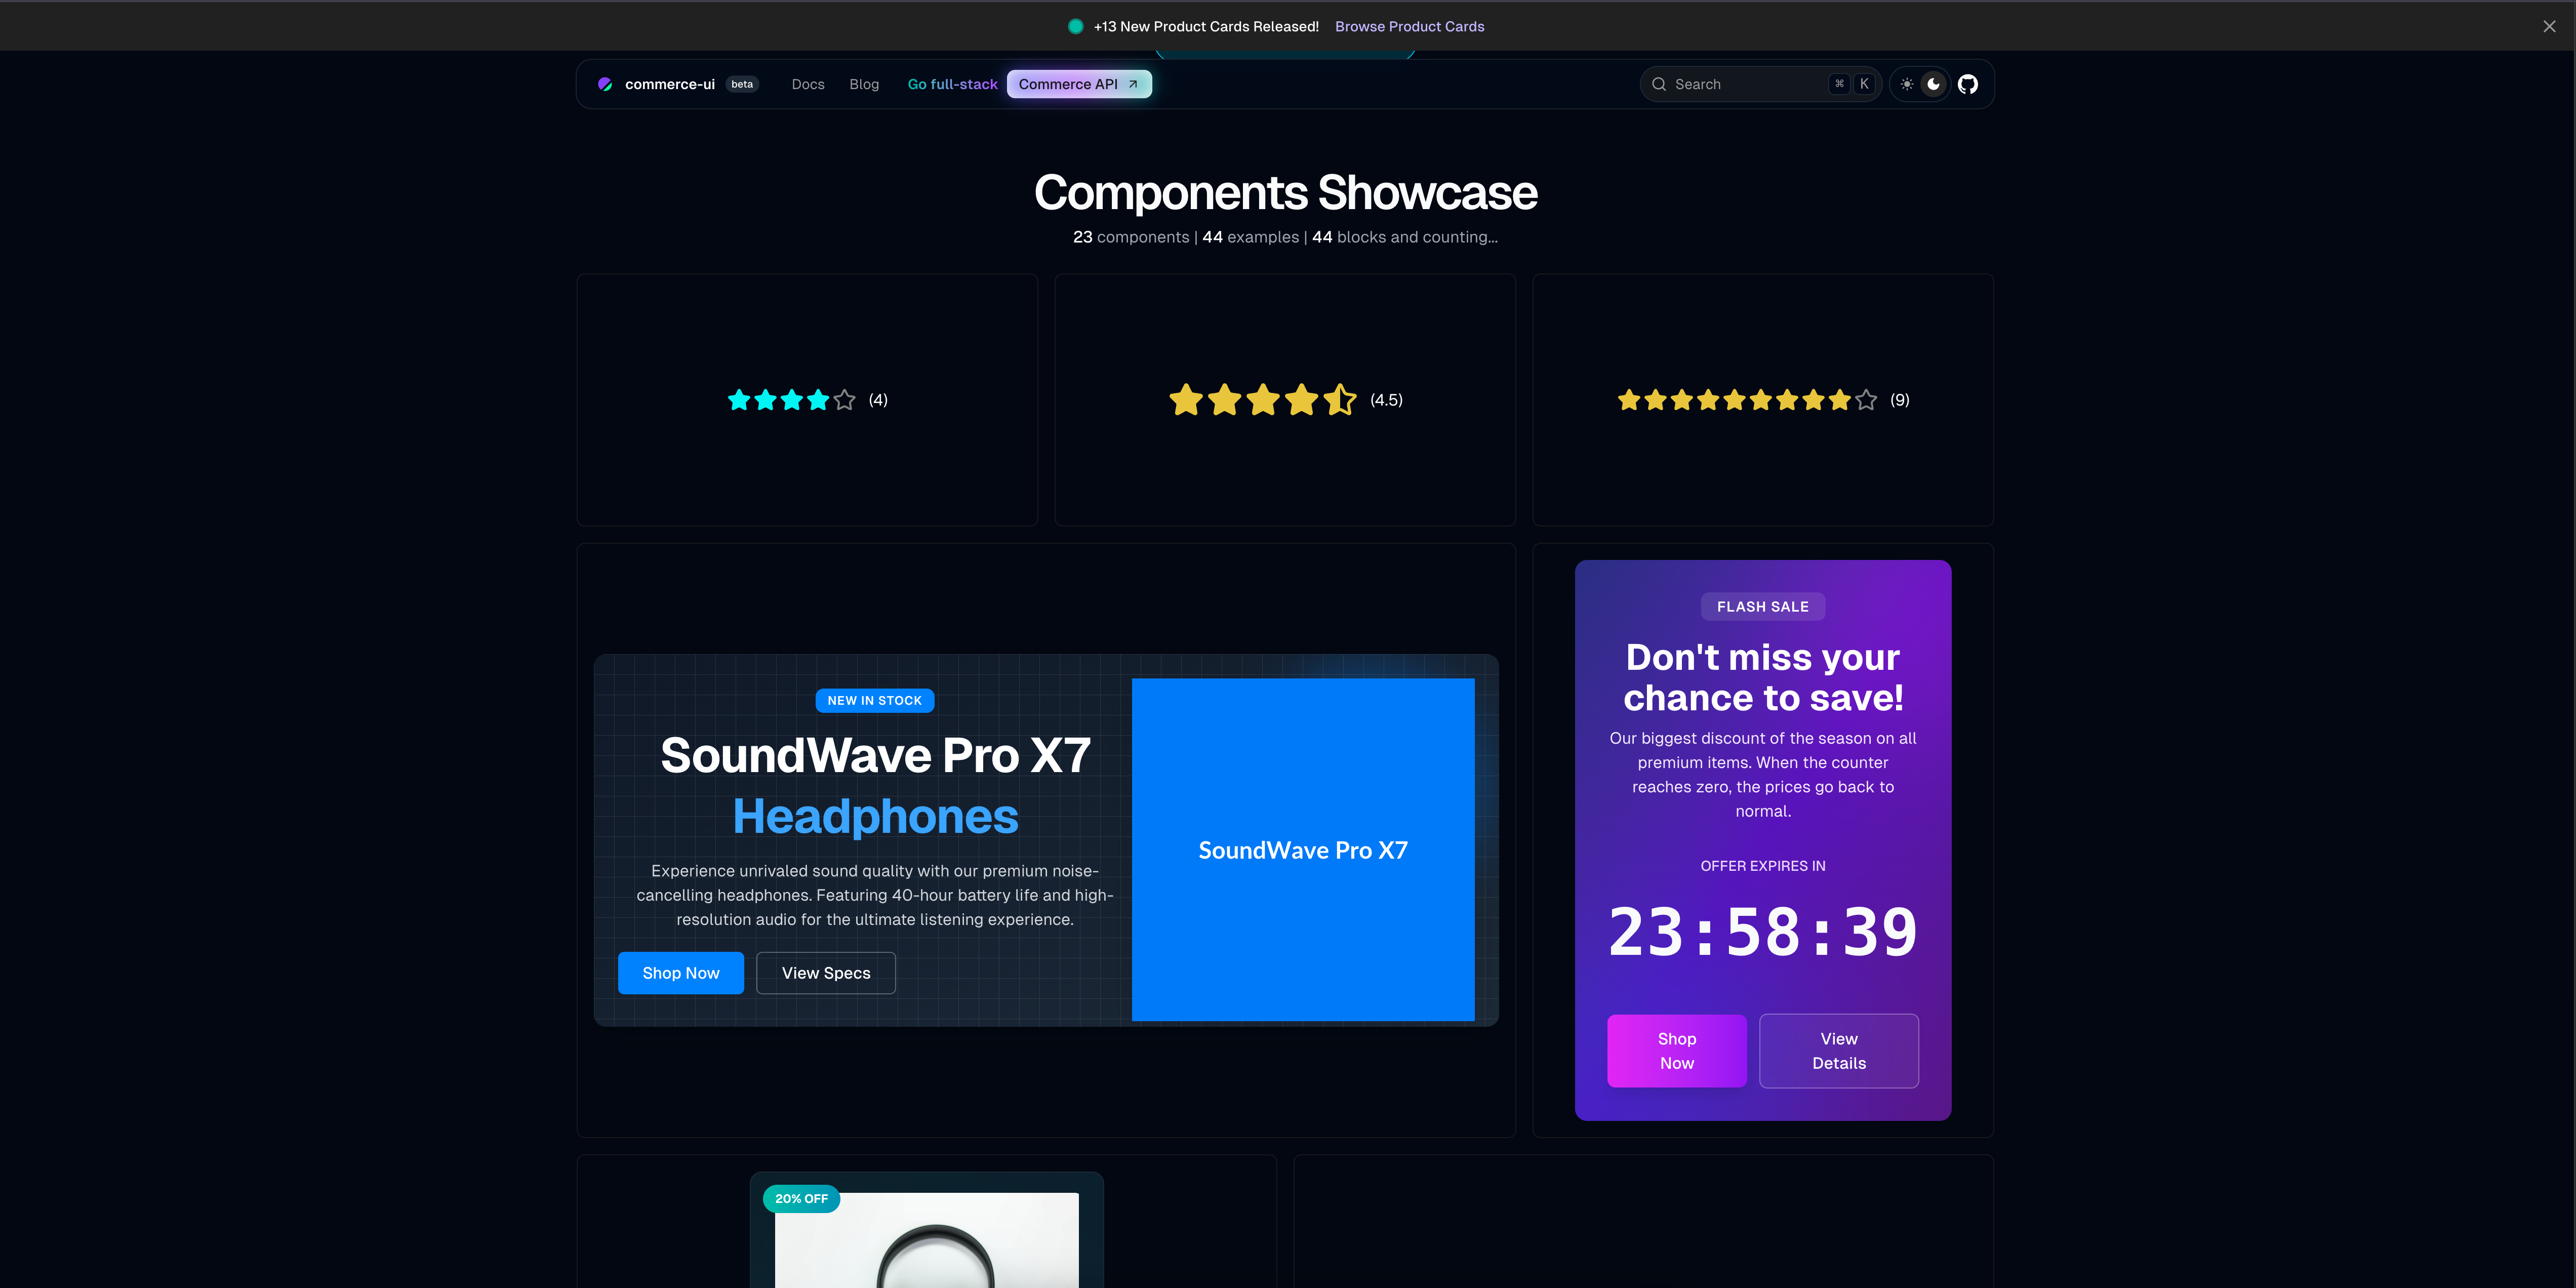 +13 New Product Cards Released! Browse Product Cards
commerce-ui beta Docs Blog Go full-stack Commerce API Search ⌘ K
Components Showcase
23 components | 44 examples | 44 blocks and counting...
(4)
(4.5)
(9)
NEW IN STOCK
SoundWave Pro X7
Headphones
Experience unrivaled sound quality with our premium noise-
cancelling headphones. Featuring 40-hour battery life and high-
resolution audio for the ultimate listening experience.
Shop Now View Specs
SoundWave Pro X7
FLASH SALE
Don't miss your
chance to save!
Our biggest discount of the season on all
premium items. When the counter
reaches zero, the prices go back to
normal.
OFFER EXPIRES IN
23:58:39
Shop
Now
View
Details
20% OFF